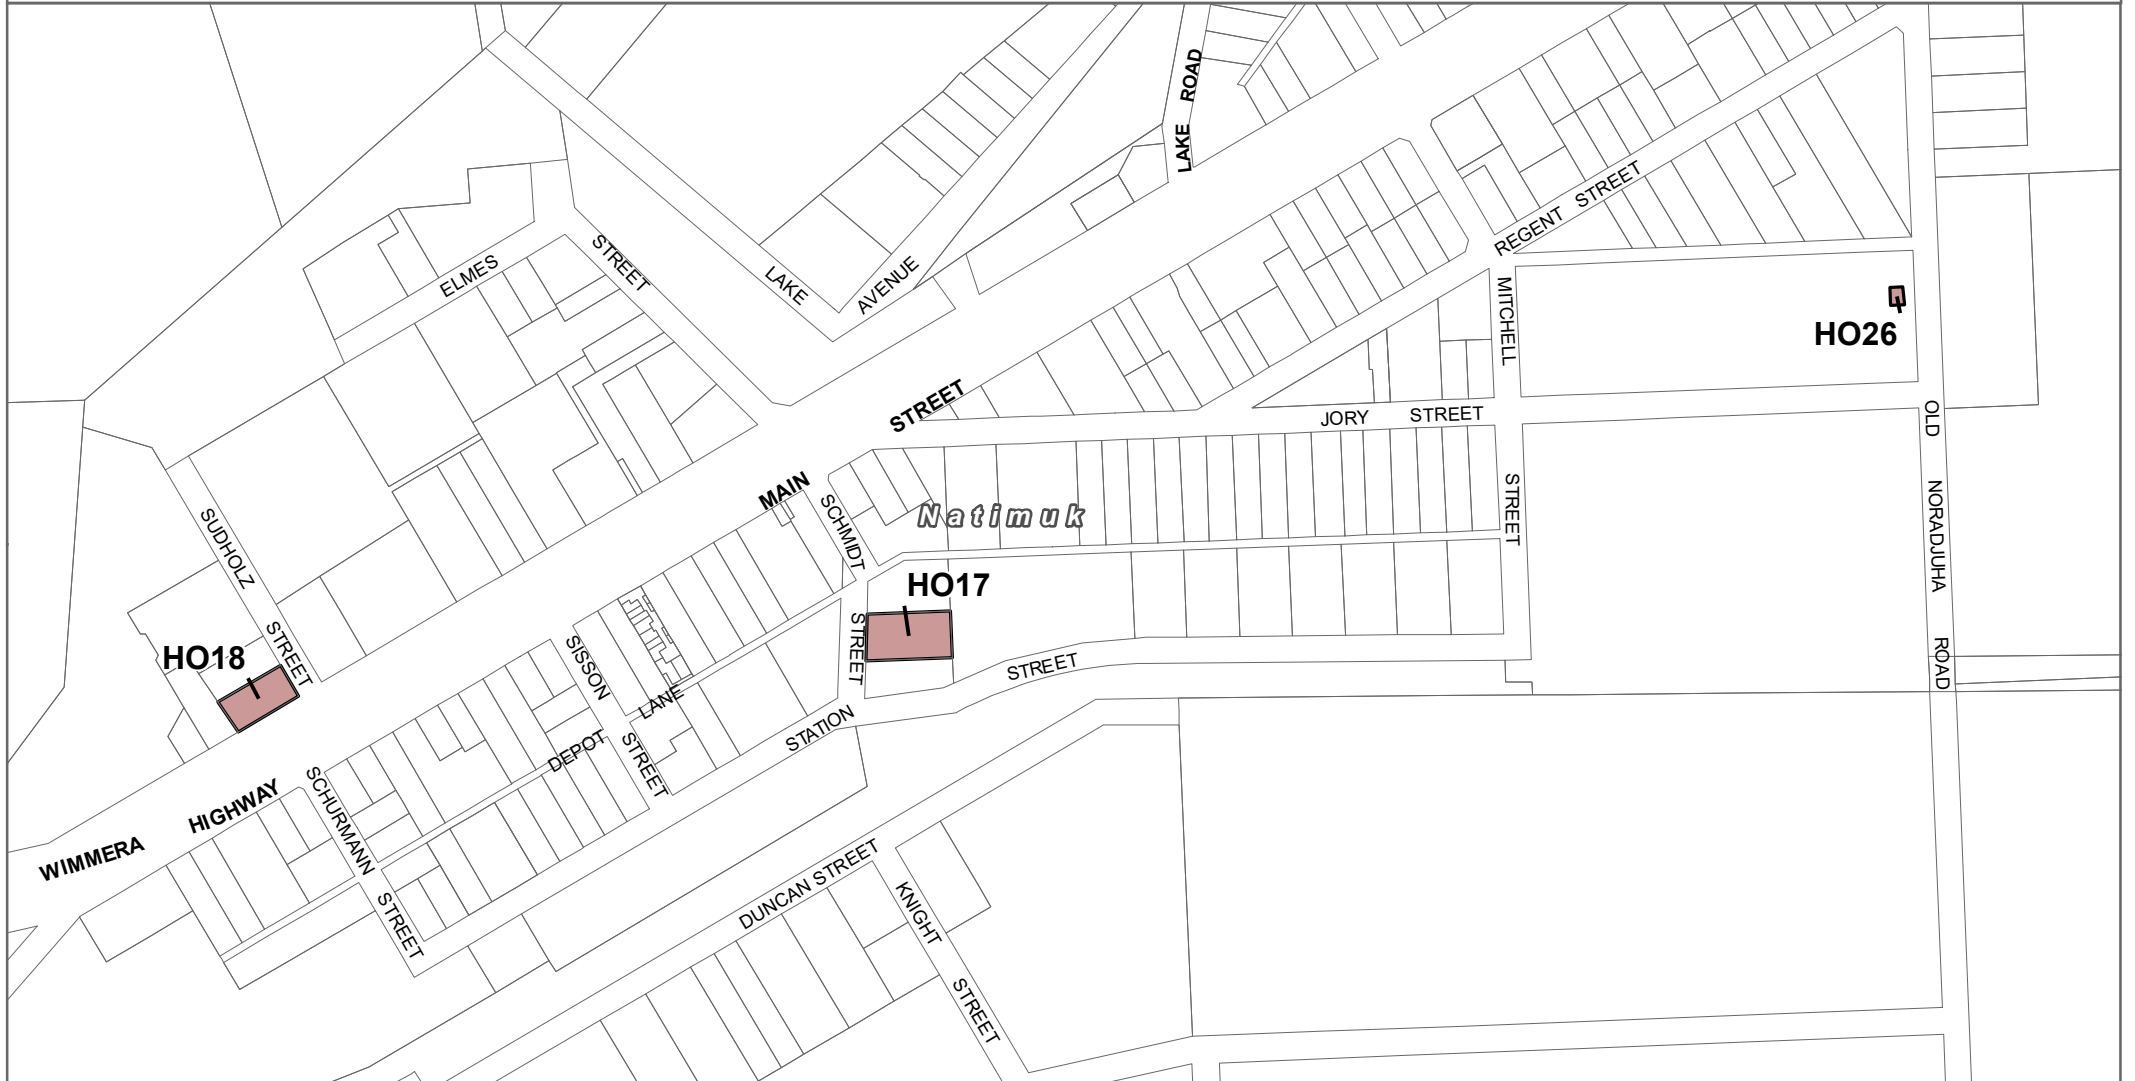 LAKE ROAD
ELMES STREET
LAKE AVENUE
REGENT STREET
MITCHELL STREET
HO26
MAIN STREET
JORY STREET
OLD NORADJUHA ROAD
SUDHOLZ STREET
SCHMIDT STREET
Natimuk
HO17
HO18
SISSON STREET
DEPOT LANE
STATION STREET
WIMMERA HIGHWAY
SCHURMANN STREET
DUNCAN STREET
KNIGHT STREET